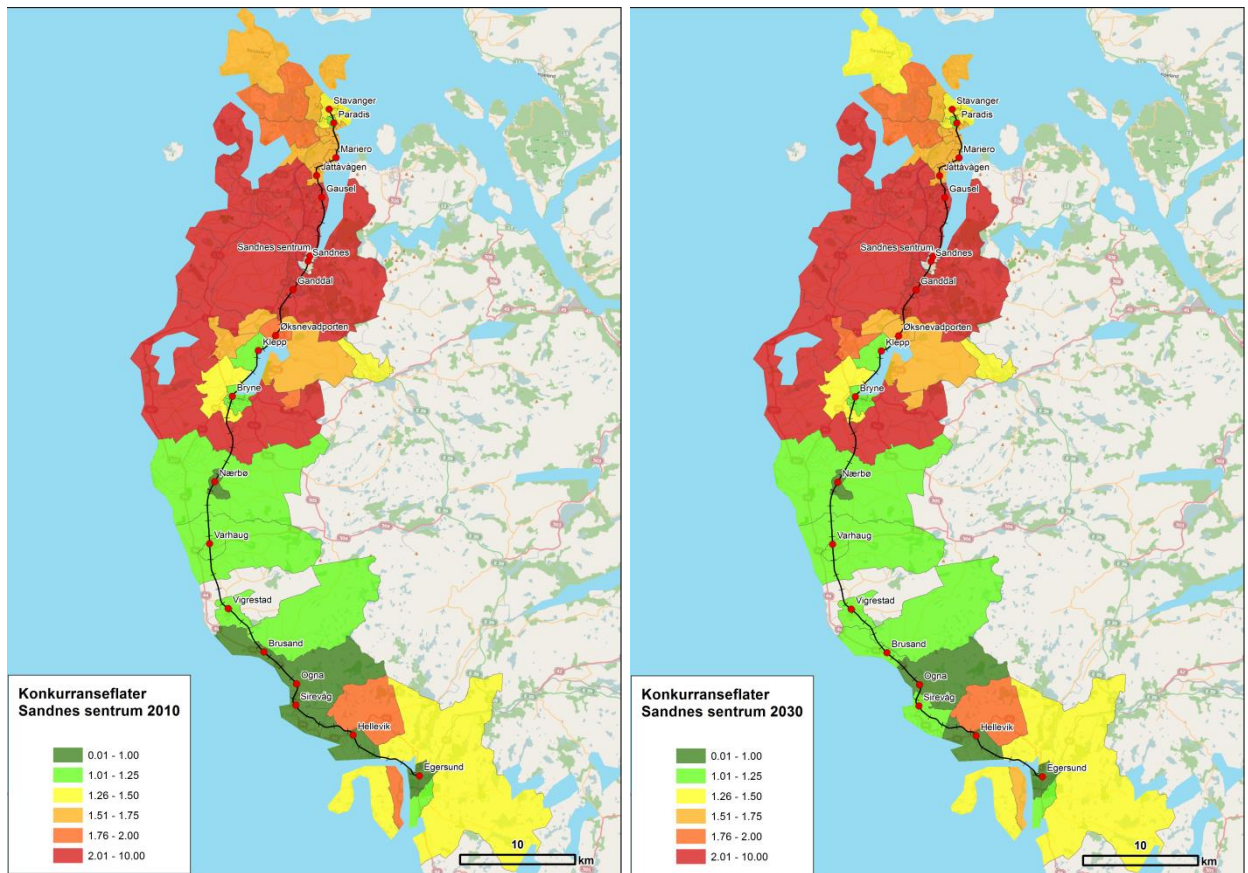 Stavanger
Paradis
Mariero
Jåttåvågen
Gausel
Sandnes sentrum
Sandnes
Ganddal
Øksnevadporten
Klepp
Bryne
Nærbø
Varhaug
Vigrestad
Brusand
Ogna
Sirevåg
Hellevik
Egersund
Konkurranseflater
Sandnes sentrum 2010
0.01 - 1.00
1.01 - 1.25
1.26 - 1.50
1.51 - 1.75
1.76 - 2.00
2.01 - 10.00
10
km
Stavanger
Paradis
Mariero
Jåttåvågen
Gausel
Sandnes sentrum
Sandnes
Ganddal
Øksnevadporten
Klepp
Bryne
Nærbø
Varhaug
Vigrestad
Brusand
Ogna
Sirevåg
Hellevik
Egersund
Konkurranseflater
Sandnes sentrum 2030
0.01 - 1.00
1.01 - 1.25
1.26 - 1.50
1.51 - 1.75
1.76 - 2.00
2.01 - 10.00
10
km